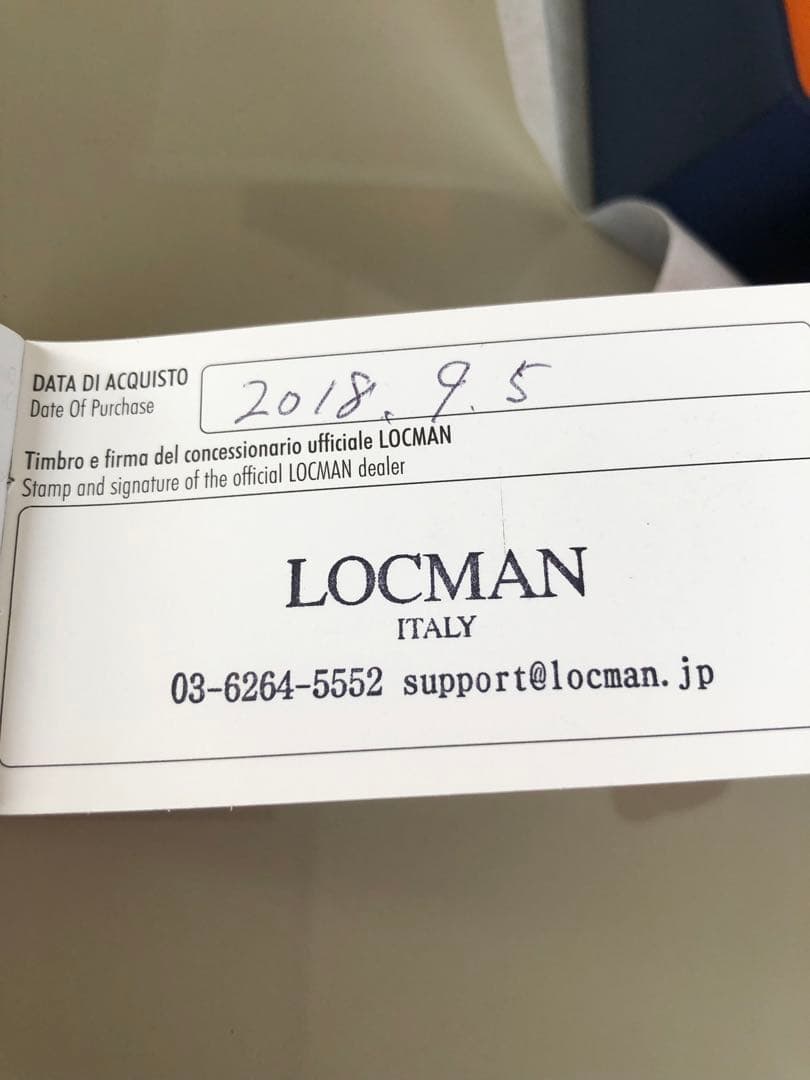 DATA DI ACQUISTO
Date Of Purchase
2018. 9. 5
Timbro e firma del concessionario ufficiale LOCMAN
Stamp and signature of the official LOCMAN dealer
LOCMAN
ITALY
03-6264-5552 support@locman.jp